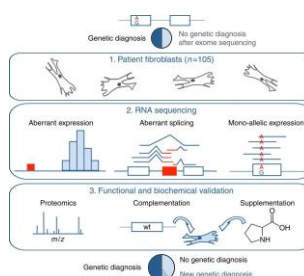 A
G
Genetic diagnosis
No genetic diagnosis
after exome sequencing
1. Patient fibroblasts (n=105)
2. RNA sequencing
Aberrant expression
Aberrant splicing
Mono-allelic expression
A
A
A
A
A
A
G
3. Functional and biochemical validation
Proteomics
Complementation
Supplementation
wt
O
OH
NH
m/z
Genetic diagnosis
No genetic diagnosis
New genetic diagnosis